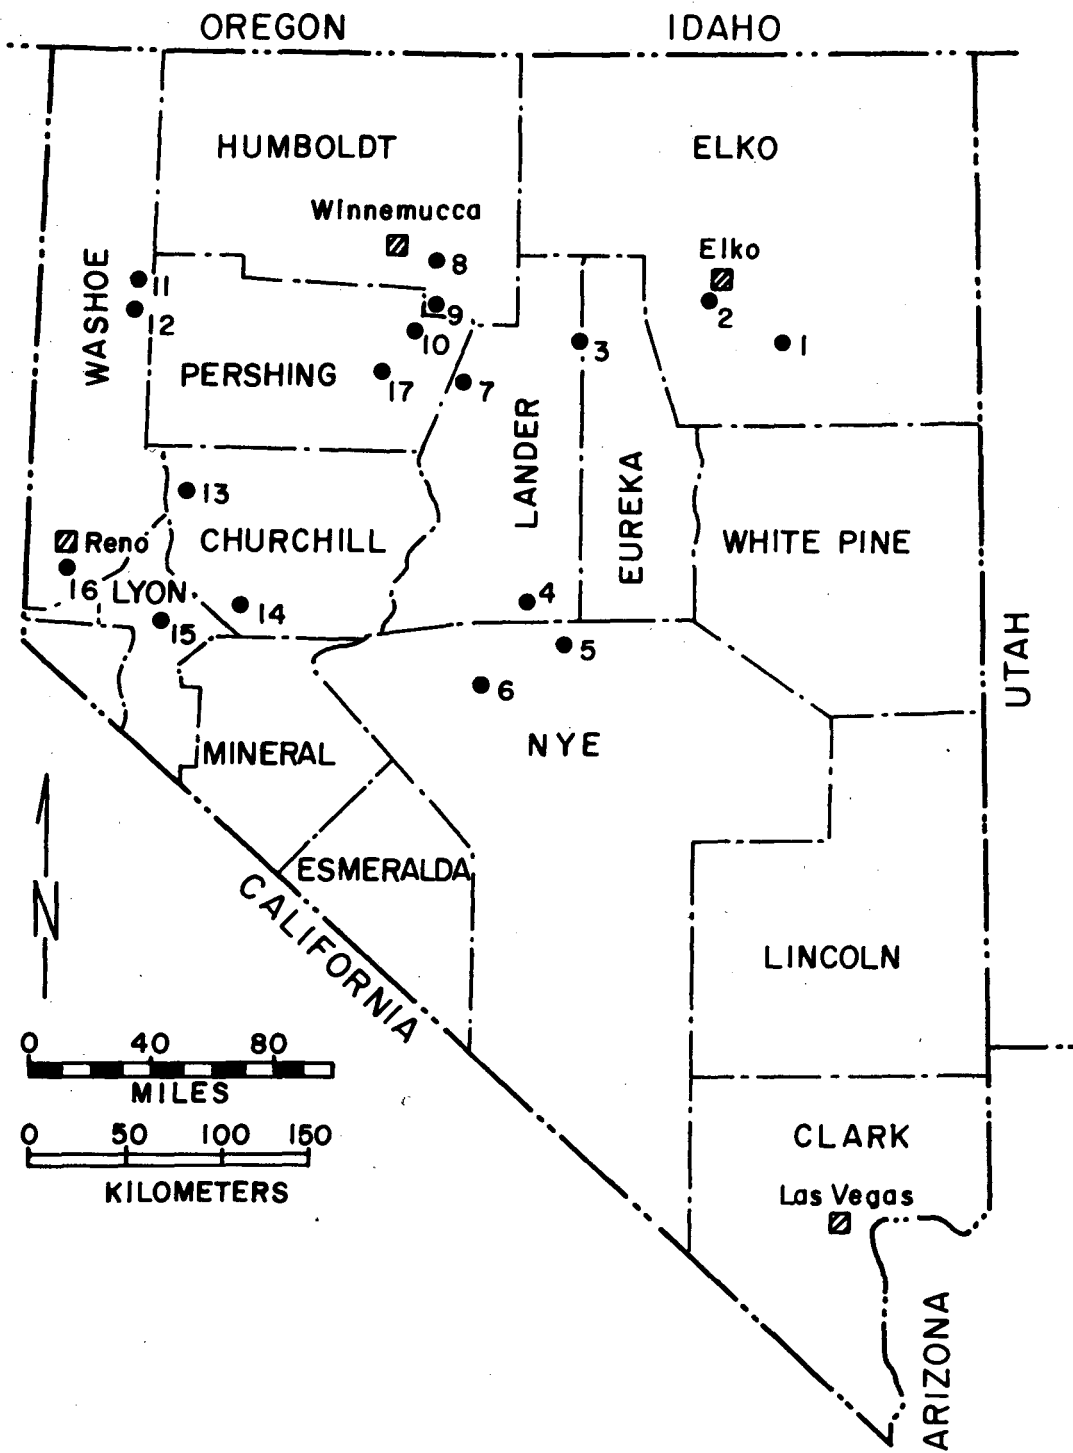 OREGON
IDAHO
HUMBOLDT
ELKO
Winnemucca
Elko
WASHOE
8
11
9
2
12
10
3
1
PERSHING
17
7
LANDER
13
EUREKA
Reno
CHURCHILL
WHITE PINE
16
LYON
14
4
15
5
UTAH
6
NYE
MINERAL
ESMERALDA
CALIFORNIA
N
LINCOLN
0 40 80
MILES
0 50 100 150
KILOMETERS
CLARK
Las Vegas
ARIZONA